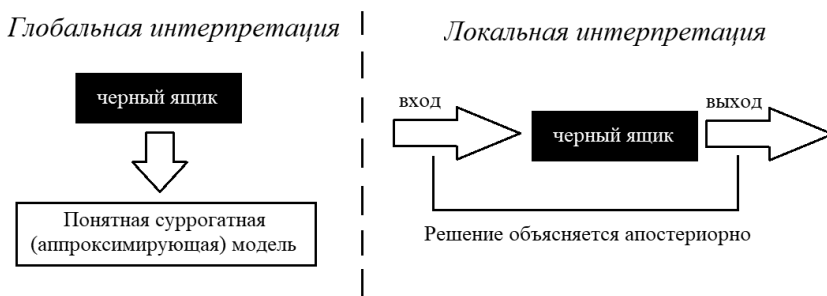 Глобальная интерпретация
черный ящик
Понятная суррогатная
(аппроксимирующая) модель
Локальная интерпретация
вход
черный ящик
выход
Решение объясняется апостериорно